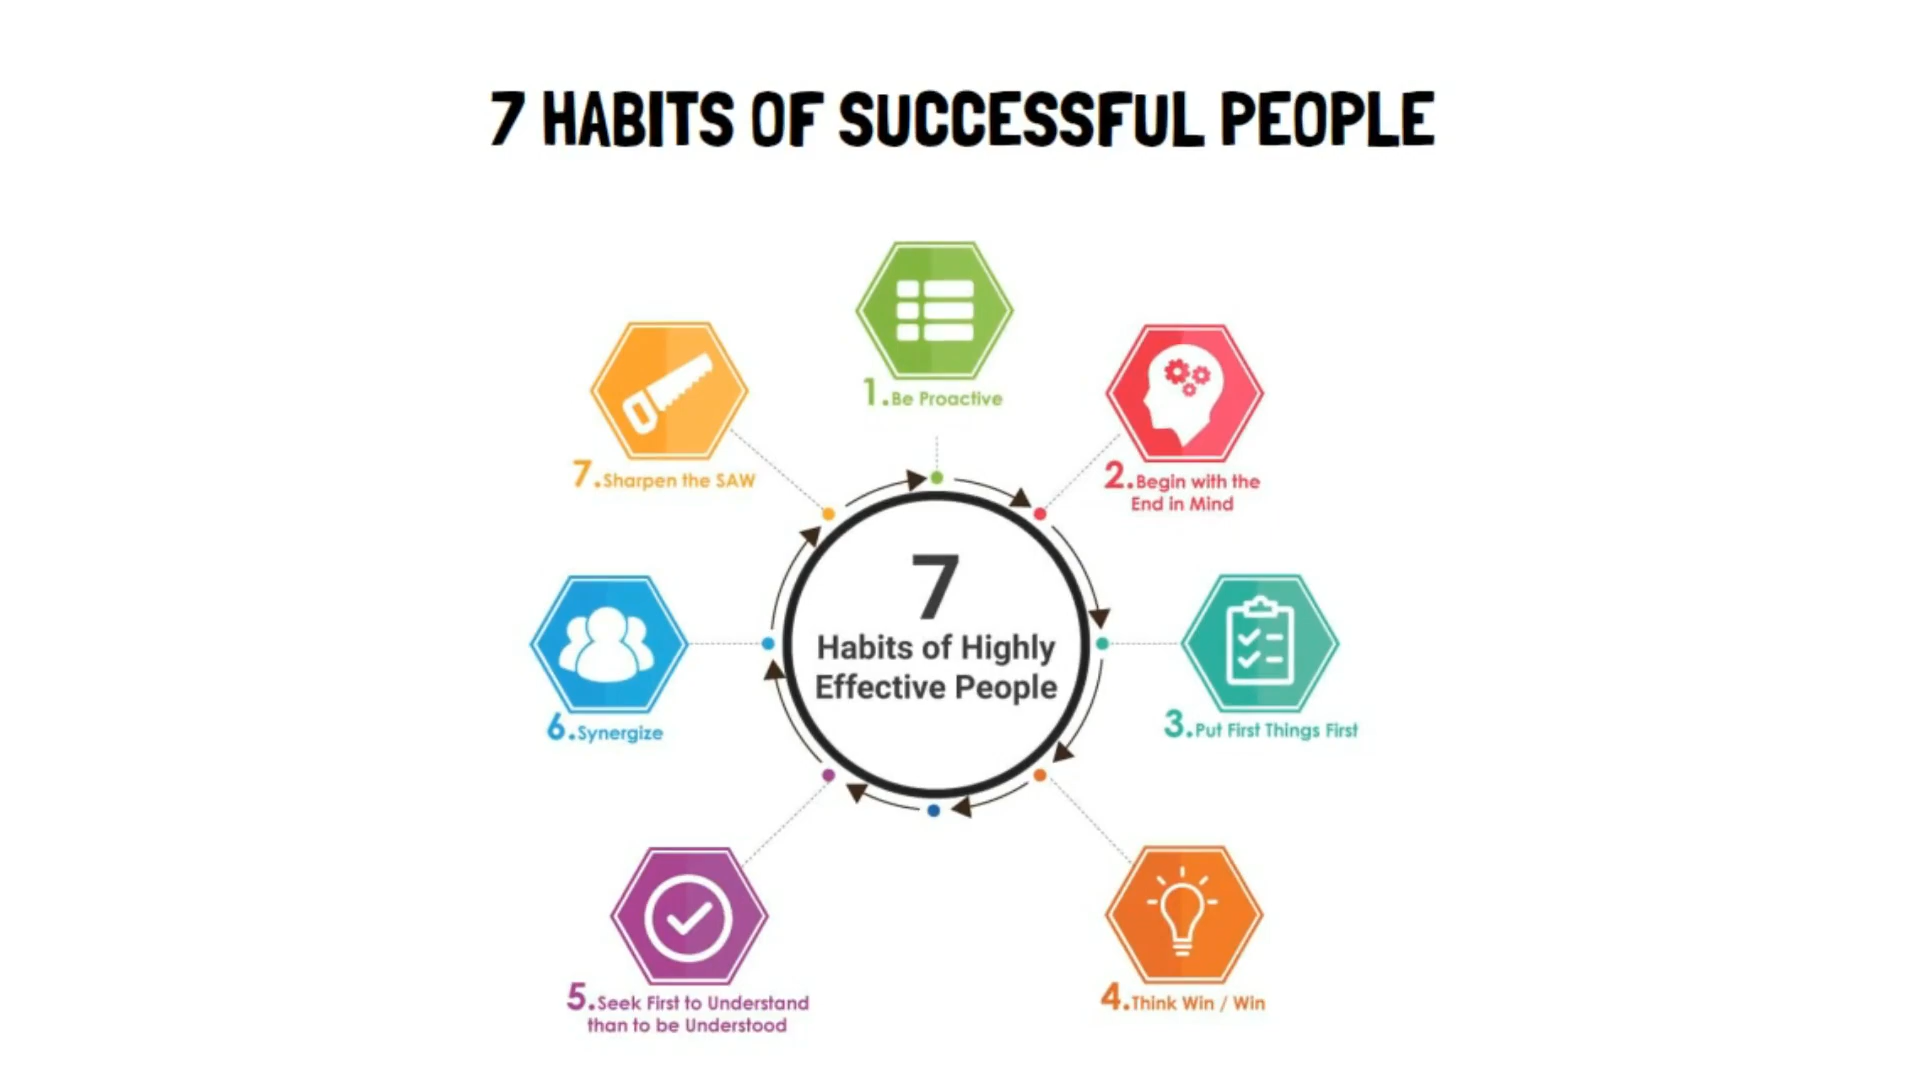 7 HABITS OF SUCCESSFUL PEOPLE
1.Be Proactive
2.Begin with the
End in Mind
3.Put First Things First
4.Think Win / Win
5.Seek First to Understand
than to be Understood
6.Synergize
7.Sharpen the SAW
7
Habits of Highly
Effective People